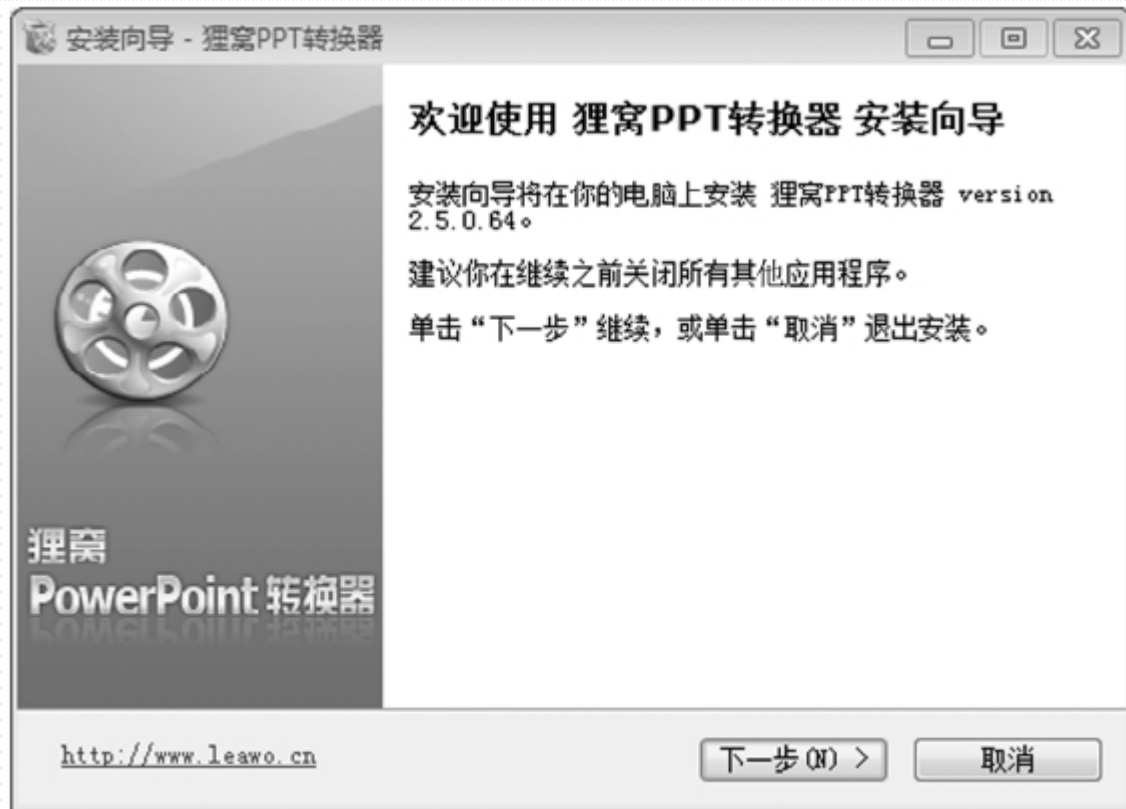 安装向导 - 狸窝PPT转换器
欢迎使用 狸窝PPT转换器 安装向导
安装向导将在你的电脑上安装 狸窝PPT转换器 version
2.5.0.64。
建议你在继续之前关闭所有其他应用程序。
单击“下一步”继续，或单击“取消”退出安装。
狸窝
PowerPoint 转换器
http://www.leawo.cn
下一步(N) >
取消